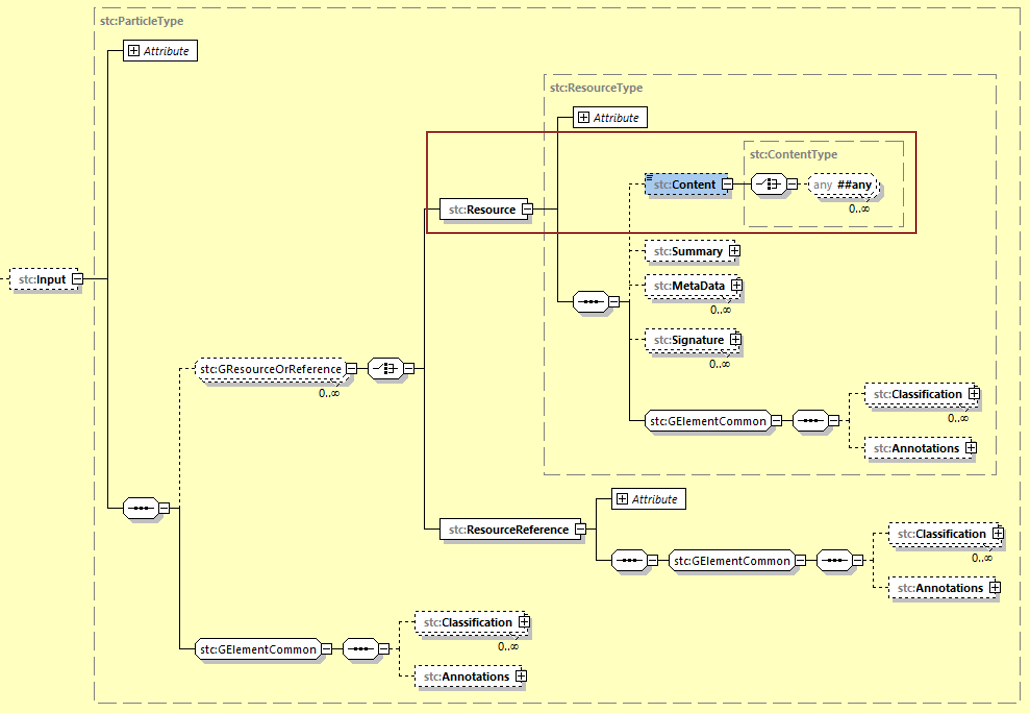 stc:ParticleType
Attribute
stc:ResourceType
Attribute
stc:ContentType
stc:Content
any ##any
0..∞
stc:Resource
stc:Summary
stc:Input
stc:MetaData
0..∞
stc:Signature
0..∞
stc:GResourceOrReference
0..∞
stc:Classification
0..∞
stc:GElementCommon
stc:Annotations
Attribute
stc:ResourceReference
stc:Classification
0..∞
stc:GElementCommon
stc:Annotations
stc:Classification
0..∞
stc:GElementCommon
stc:Annotations